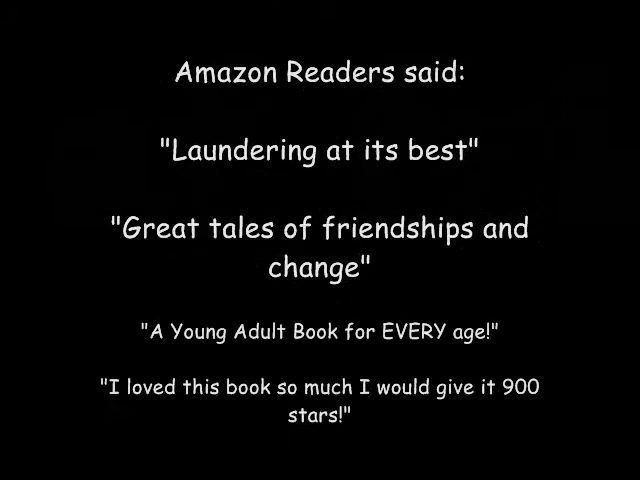 Amazon Readers said:
"Laundering at its best"
"Great tales of friendships and
change"
"A Young Adult Book for EVERY age!"
"I loved this book so much I would give it 900
stars!"